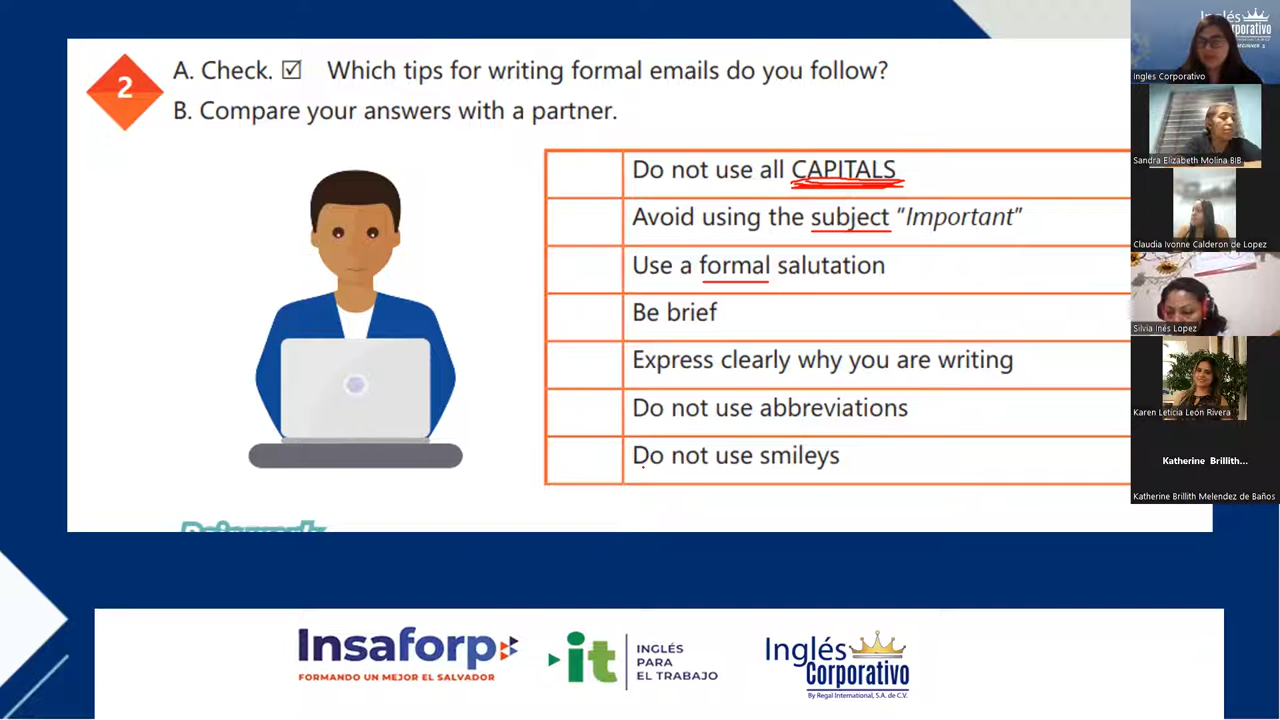 2
A. Check. ☑ Which tips for writing formal emails do you follow?
B. Compare your answers with a partner.
Do not use all CAPITALS
Avoid using the subject "Important"
Use a formal salutation
Be brief
Express clearly why you are writing
Do not use abbreviations
Do not use smileys
Insaforp
FORMANDO UN MEJOR EL SALVADOR
it
INGLÉS
PARA
EL TRABAJO
Inglés
Corporativo
By Regal International, S.A. de C.V.
Inglés
Ingles Corporativo
Sandra Elizabeth Molina BIB
Claudia Ivonne Calderon de Lopez
Silvia Inés Lopez
Karen Leticia León Rivera
Katherine Brillith...
Katherine Brillith Melendez de Baños